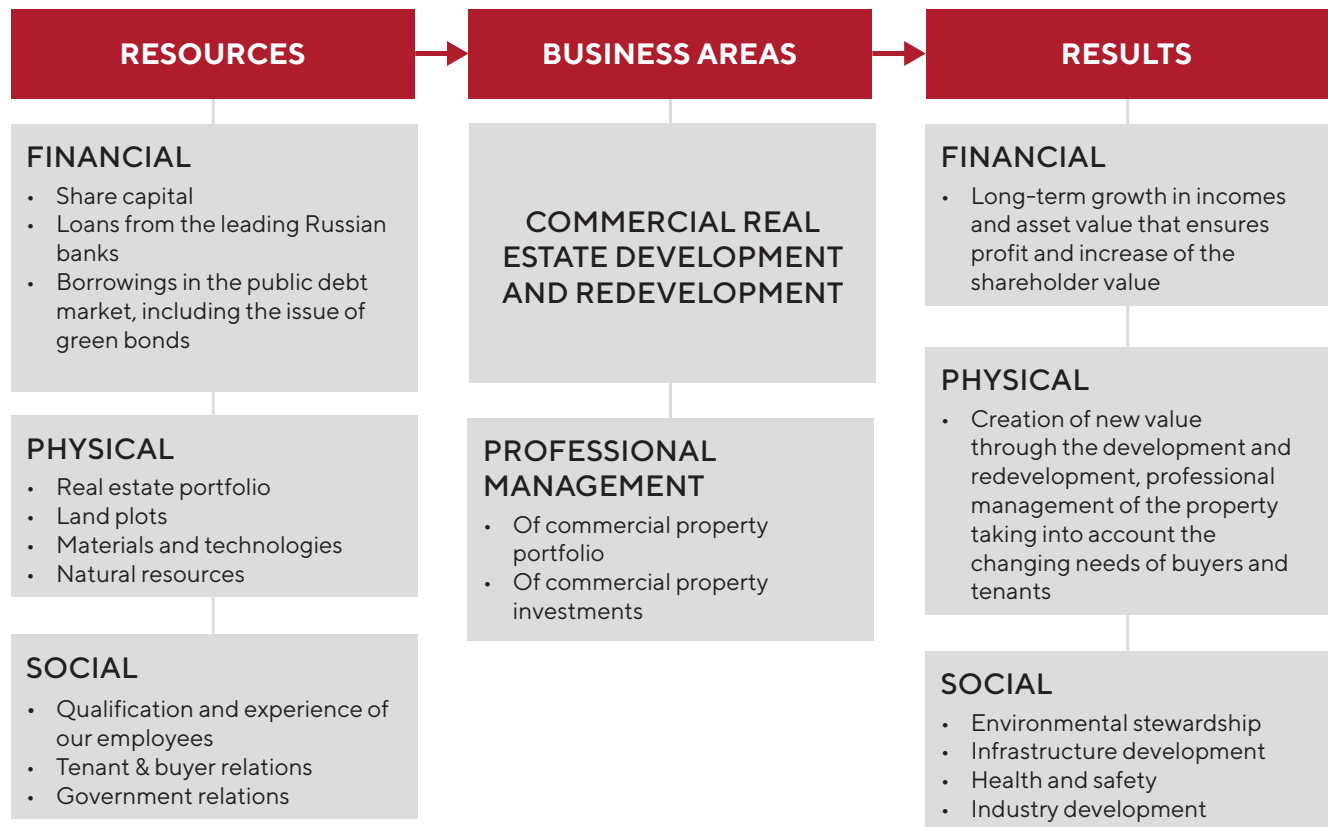 RESOURCES
FINANCIAL
• Share capital
• Loans from the leading Russian
banks
• Borrowings in the public debt
market, including the issue of
green bonds
PHYSICAL
• Real estate portfolio
• Land plots
• Materials and technologies
• Natural resources
SOCIAL
• Qualification and experience of
our employees
• Tenant & buyer relations
• Government relations
BUSINESS AREAS
COMMERCIAL REAL
ESTATE DEVELOPMENT
AND REDEVELOPMENT
PROFESSIONAL
MANAGEMENT
• Of commercial property
portfolio
• Of commercial property
investments
RESULTS
FINANCIAL
• Long-term growth in incomes
and asset value that ensures
profit and increase of the
shareholder value
PHYSICAL
• Creation of new value
through the development and
redevelopment, professional
management of the property
taking into account the
changing needs of buyers and
tenants
SOCIAL
• Environmental stewardship
• Infrastructure development
• Health and safety
• Industry development